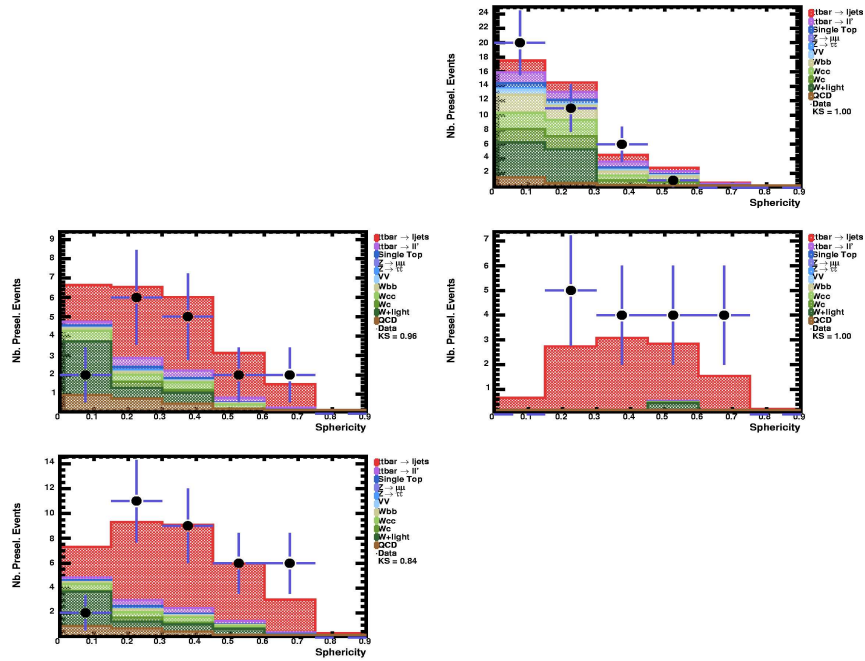 24
22
20
18
16
14
12
10
8
6
4
2
Nb. Presel. Events
0 0.1 0.2 0.3 0.4 0.5 0.6 0.7 0.8 0.9
Sphericity
ttbar → ljets
ttbar → ll'
Single Top
Z → μμ
Z → ττ
VV
Wbb
Wcc
Wc
W+light
QCD
Data
KS = 1.00
9
8
7
6
5
4
3
2
1
0
Nb. Presel. Events
0 0.1 0.2 0.3 0.4 0.5 0.6 0.7 0.8 0.9
Sphericity
ttbar → ljets
ttbar → ll'
Single Top
Z → μμ
Z → ττ
VV
Wbb
Wcc
Wc
W+light
QCD
Data
KS = 0.96
7
6
5
4
3
2
1
Nb. Presel. Events
0 0.1 0.2 0.3 0.4 0.5 0.6 0.7 0.8 0.9
Sphericity
ttbar → ljets
ttbar → ll'
Single Top
Z → μμ
Z → ττ
VV
Wbb
Wcc
Wc
W+light
QCD
Data
KS = 1.00
14
12
10
8
6
4
2
0
Nb. Presel. Events
0 0.1 0.2 0.3 0.4 0.5 0.6 0.7 0.8 0.9
Sphericity
ttbar → ljets
ttbar → ll'
Single Top
Z → μμ
Z → ττ
VV
Wbb
Wcc
Wc
W+light
QCD
Data
KS = 0.84